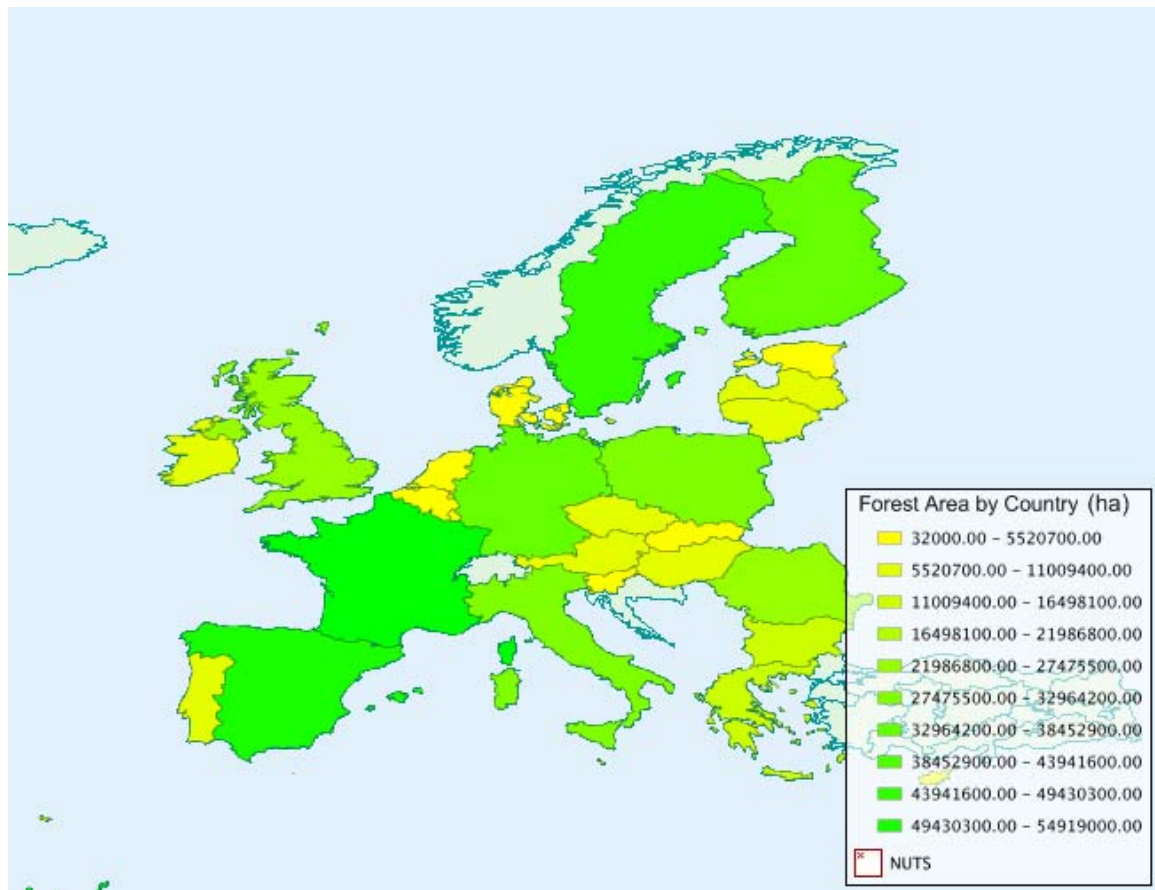 Forest Area by Country (ha)
32000.00 – 5520700.00
5520700.00 – 11009400.00
11009400.00 – 16498100.00
16498100.00 – 21986800.00
21986800.00 – 27475500.00
27475500.00 – 32964200.00
32964200.00 – 38452900.00
38452900.00 – 43941600.00
43941600.00 – 49430300.00
49430300.00 – 54919000.00
NUTS